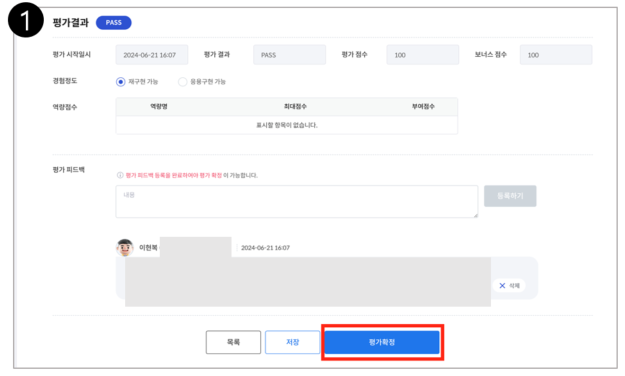 1
평가결과 PASS
평가 시작일시 2024-06-21 16:07 평가 결과 PASS 평가 점수 100 보너스 점수 100
경험정도 재구현 가능 응용구현 가능
역량점수 역량명 최대점수 부여점수
표시할 항목이 없습니다.
평가 피드백
평가 피드백 등록을 완료하여야 평가 확정 이 가능합니다.
내용
등록하기
이현복 2024-06-21 16:07
삭제
목록 저장 평가확정